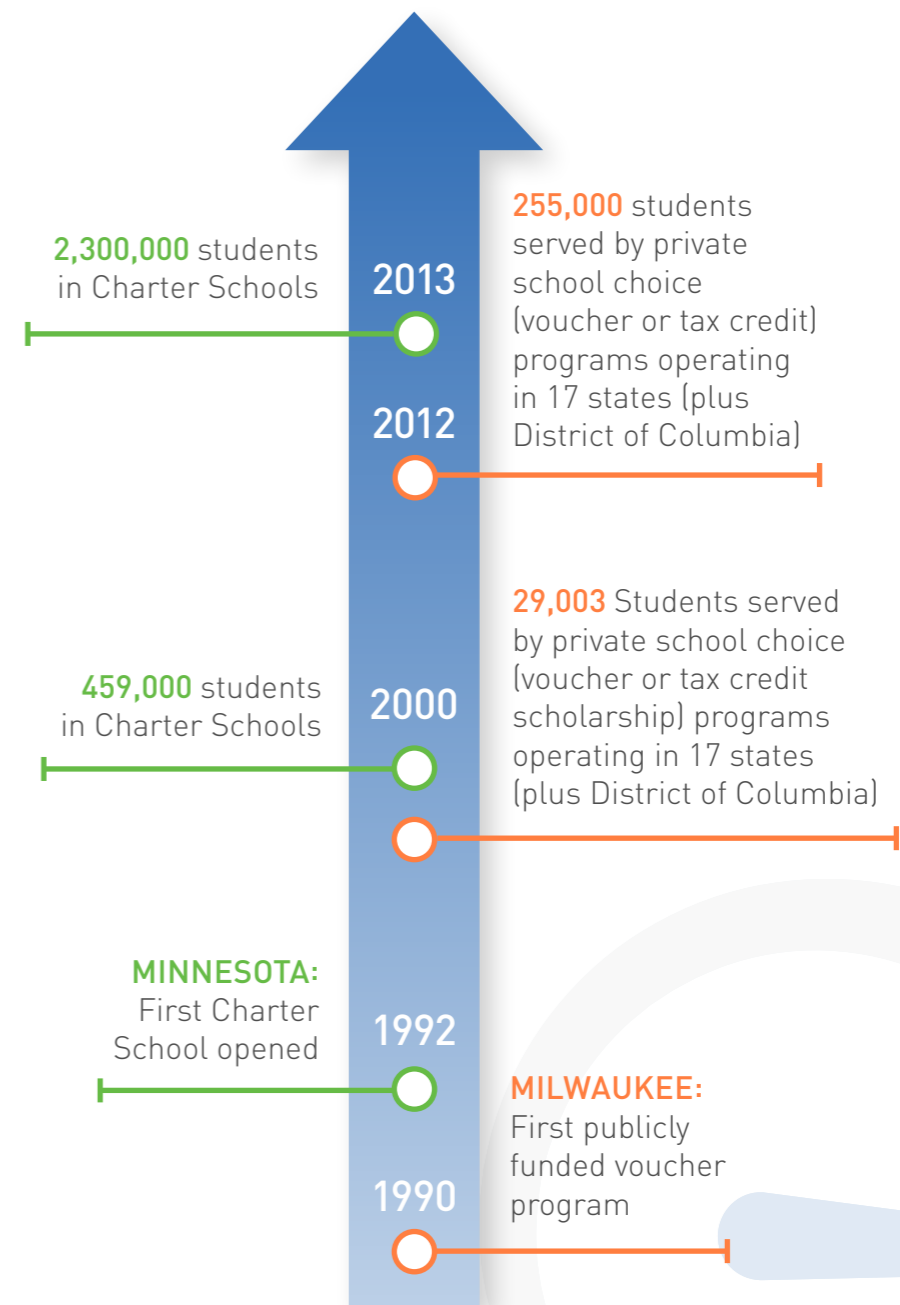 2013
2,300,000 students
in Charter Schools
255,000 students
served by private
school choice
(voucher or tax credit)
programs operating
in 17 states (plus
District of Columbia)
2012
29,003 Students served
by private school choice
(voucher or tax credit
scholarship) programs
operating in 17 states
(plus District of Columbia)
459,000 students
in Charter Schools
2000
MINNESOTA:
First Charter
School opened
1992
MILWAUKEE:
First publicly
funded voucher
program
1990